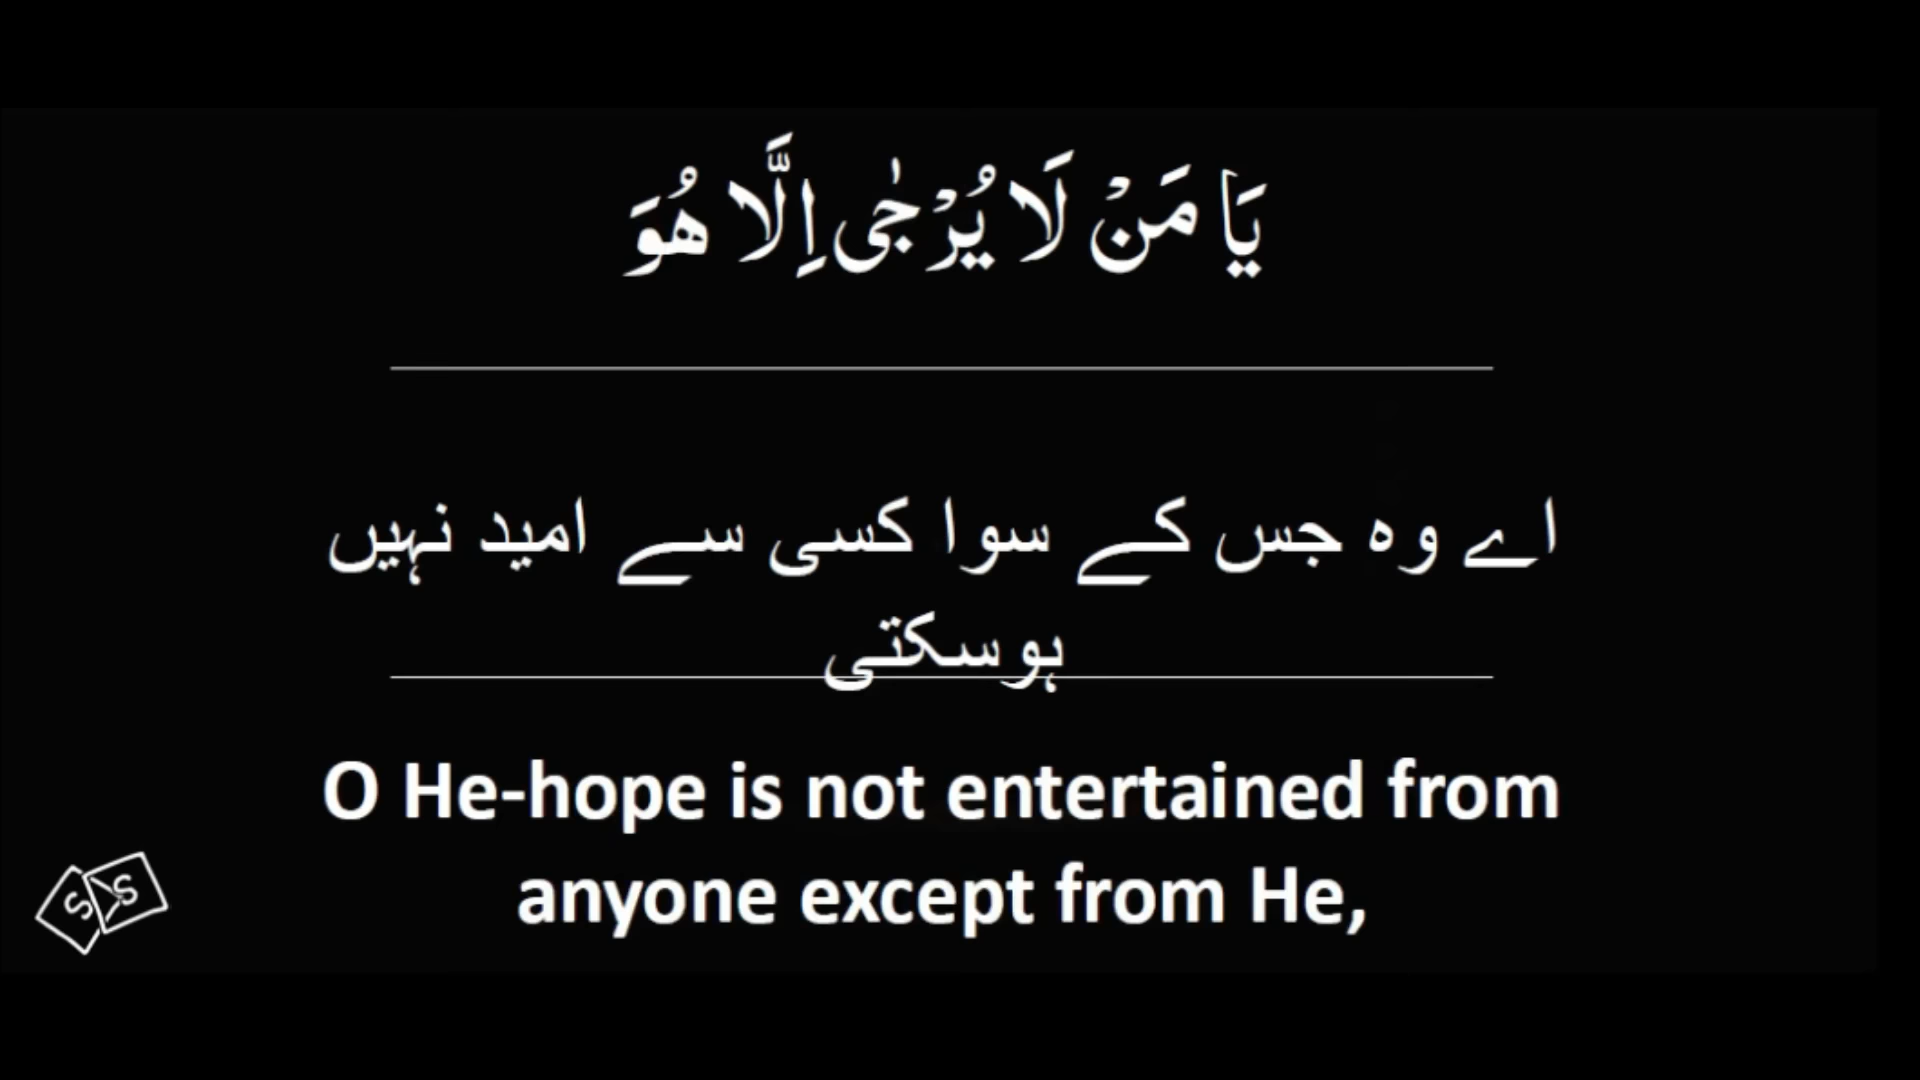 يَا مَنْ لَا يُرْجٰى اِلَّا هُوَ
اے وہ جس کے سوا کسی سے امید نہیں
ہوسکتی
O He-hope is not entertained from
anyone except from He,
S S